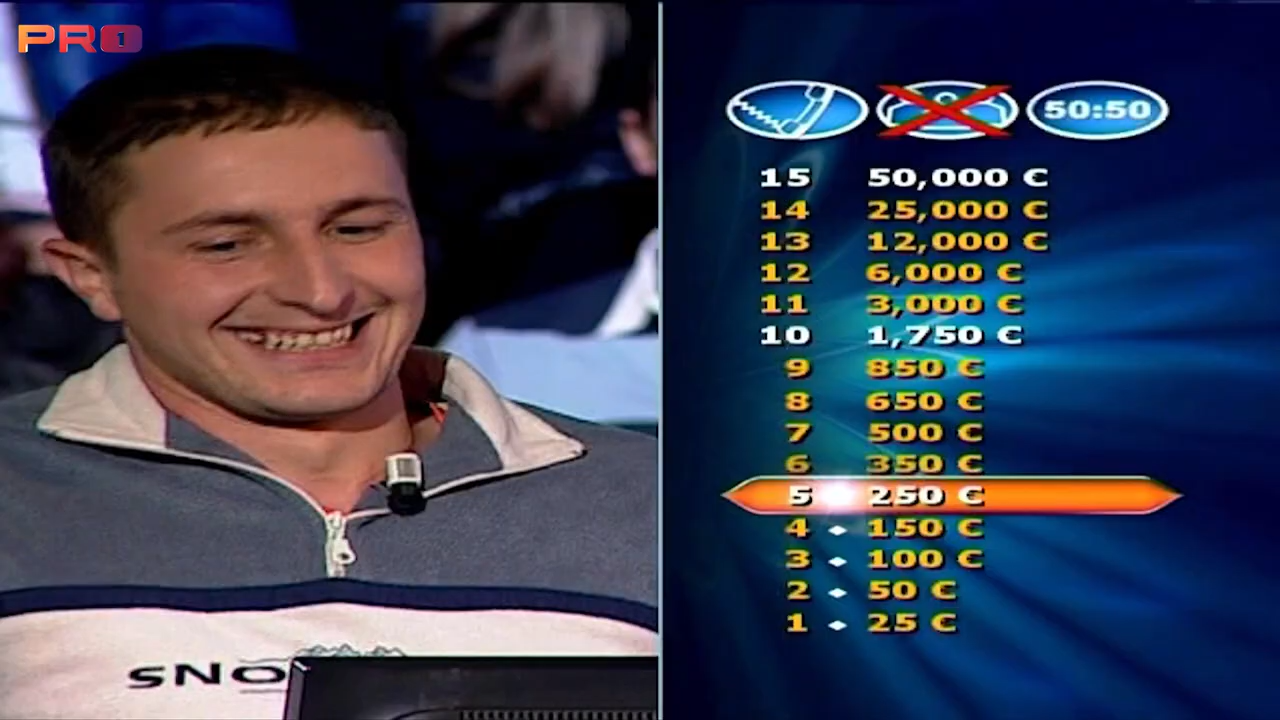 PRO1
50:50
15 50,000 €
14 25,000 €
13 12,000 €
12 6,000 €
11 3,000 €
10 1,750 €
9 850 €
8 650 €
7 500 €
6 350 €
5 250 €
4 150 €
3 100 €
2 50 €
1 25 €
SNO